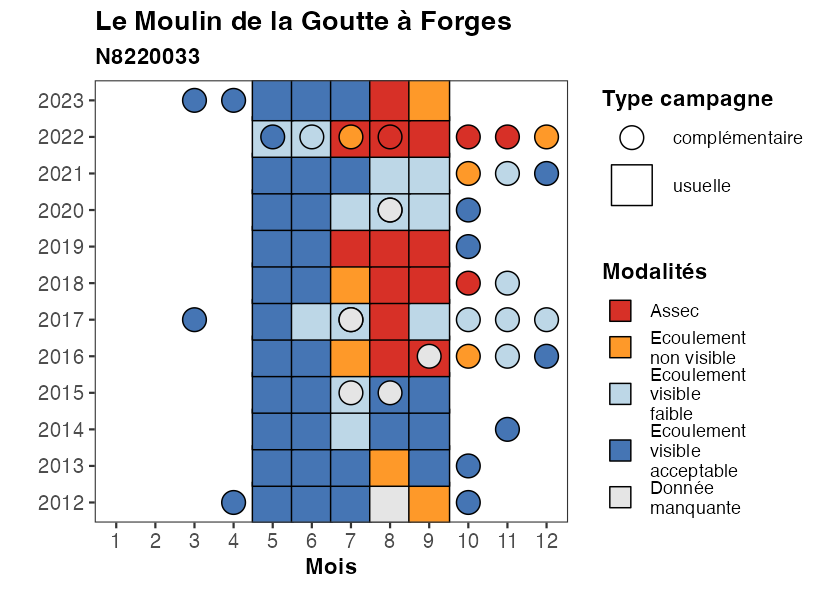 Le Moulin de la Goutte à Forges
N8220033
2023
2022
2021
2020
2019
2018
2017
2016
2015
2014
2013
2012
1 2 3 4 5 6 7 8 9 10 11 12
Mois
Type campagne
complémentaire
usuelle
Modalités
Assec
Ecoulement
non visible
Ecoulement
visible
faible
Ecoulement
visible
acceptable
Donnée
manquante